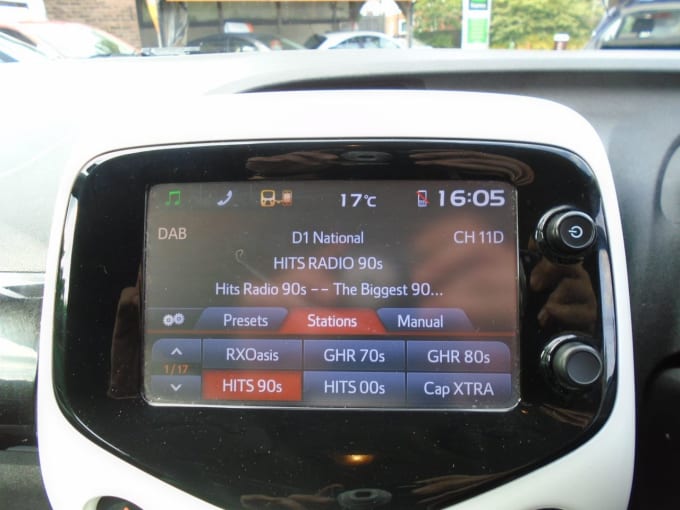 17°C 16:05
DAB D1 National CH 11D
HITS RADIO 90s
Hits Radio 90s -- The Biggest 90...
Presets Stations Manual
RXOasis GHR 70s GHR 80s
1/17
HITS 90s HITS 00s Cap XTRA